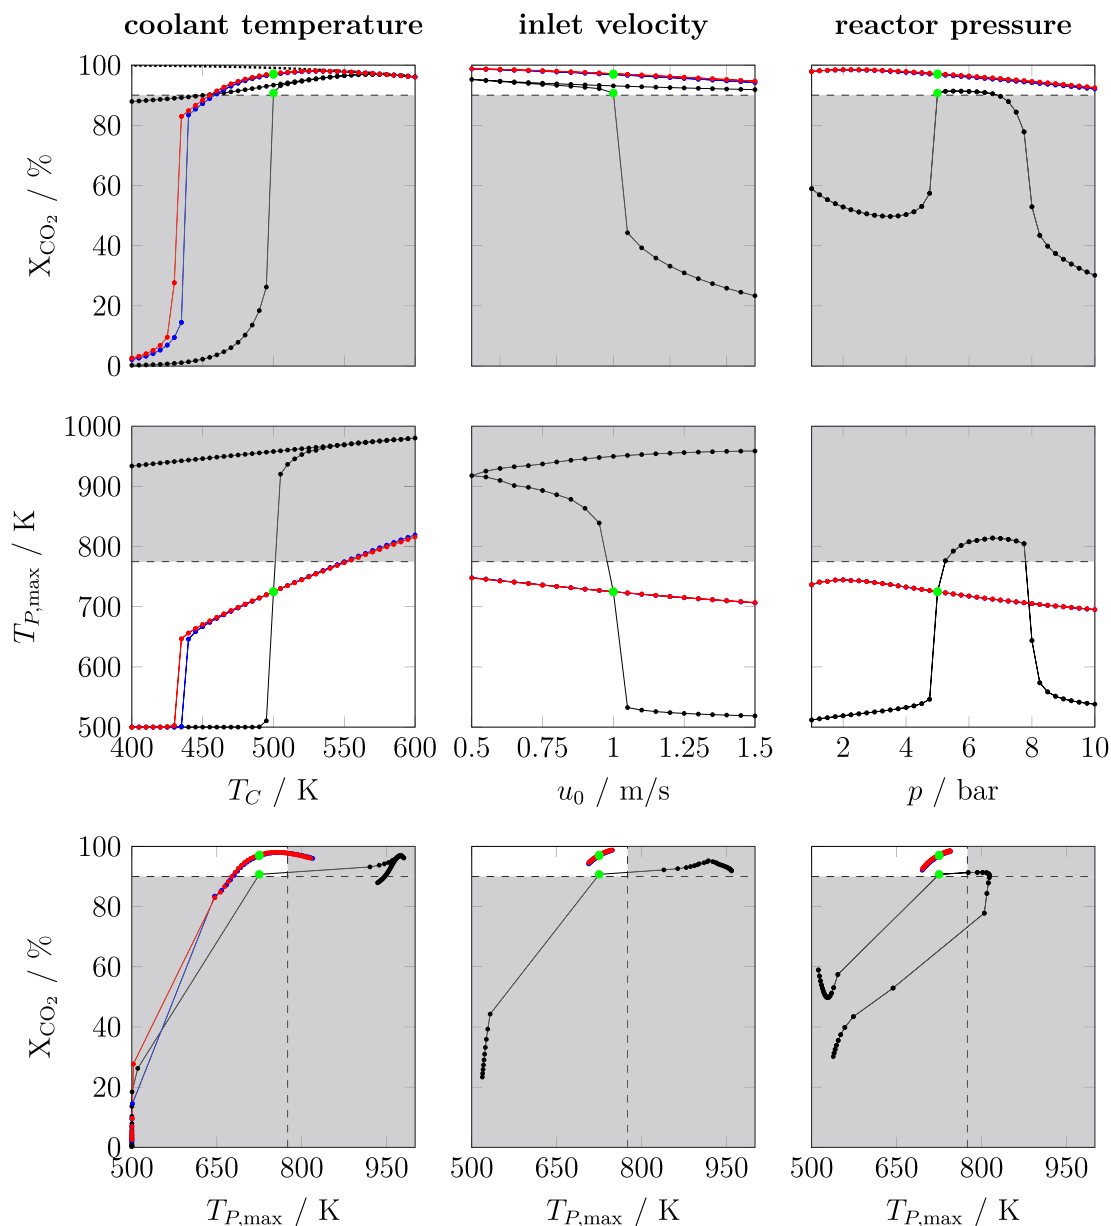 coolant temperature inlet velocity reactor pressure
100
80
60
40
20
0
X_CO₂ / %
1000
900
800
700
600
500
T_P,max / K
400 450 500 550 600 0.5 0.75 1 1.25 1.5 2 4 6 8 10
T_C / K u₀ / m/s p / bar
100
80
60
40
20
0
X_CO₂ / %
500 650 800 950 500 650 800 950 500 650 800 950
T_P,max / K T_P,max / K T_P,max / K